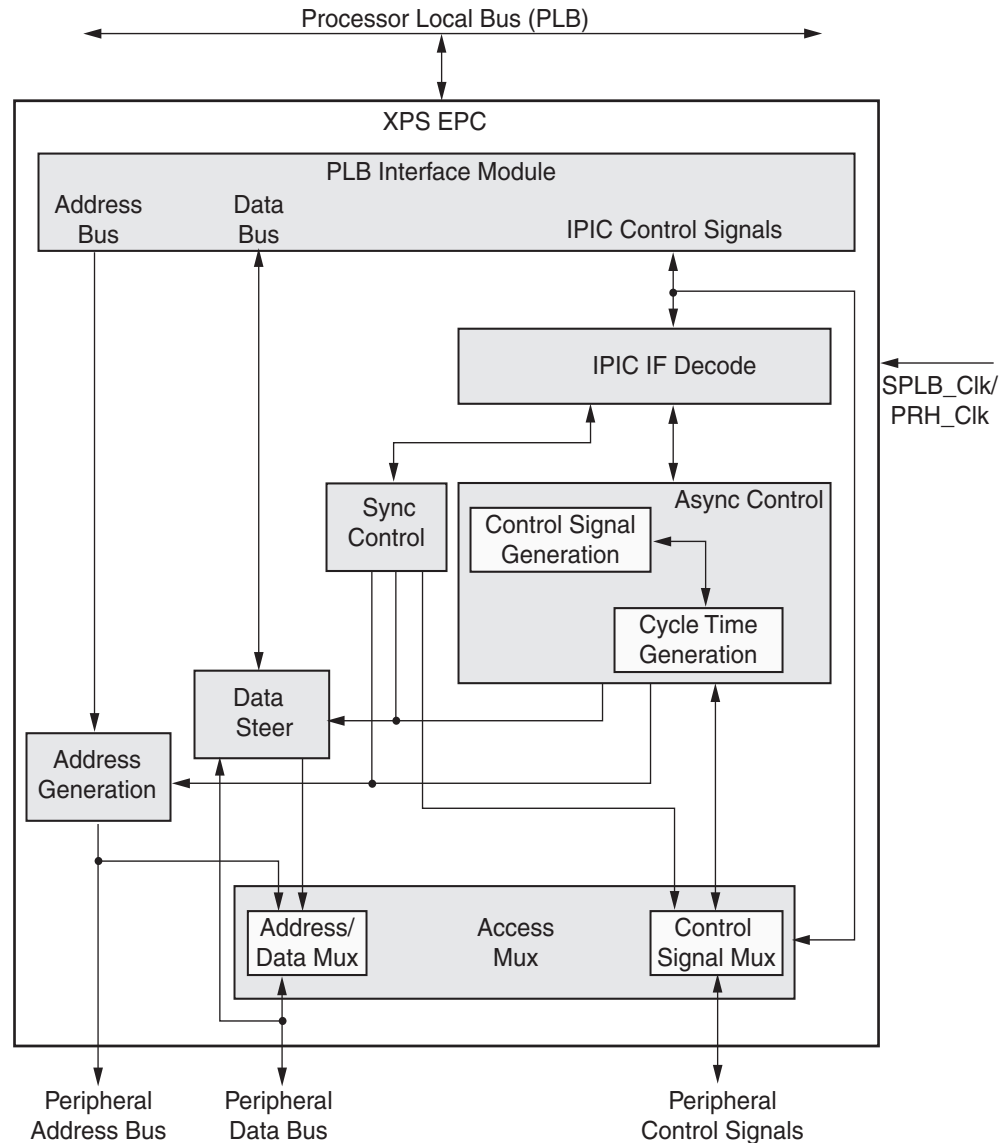 Processor Local Bus (PLB)
XPS EPC
PLB Interface Module
Address
Bus
Data
Bus
IPIC Control Signals
IPIC IF Decode
SPLB_Clk/
PRH_Clk
Sync
Control
Async Control
Control Signal
Generation
Cycle Time
Generation
Data
Steer
Address
Generation
Address/
Data Mux
Access
Mux
Control
Signal Mux
Peripheral
Address Bus
Peripheral
Data Bus
Peripheral
Control Signals